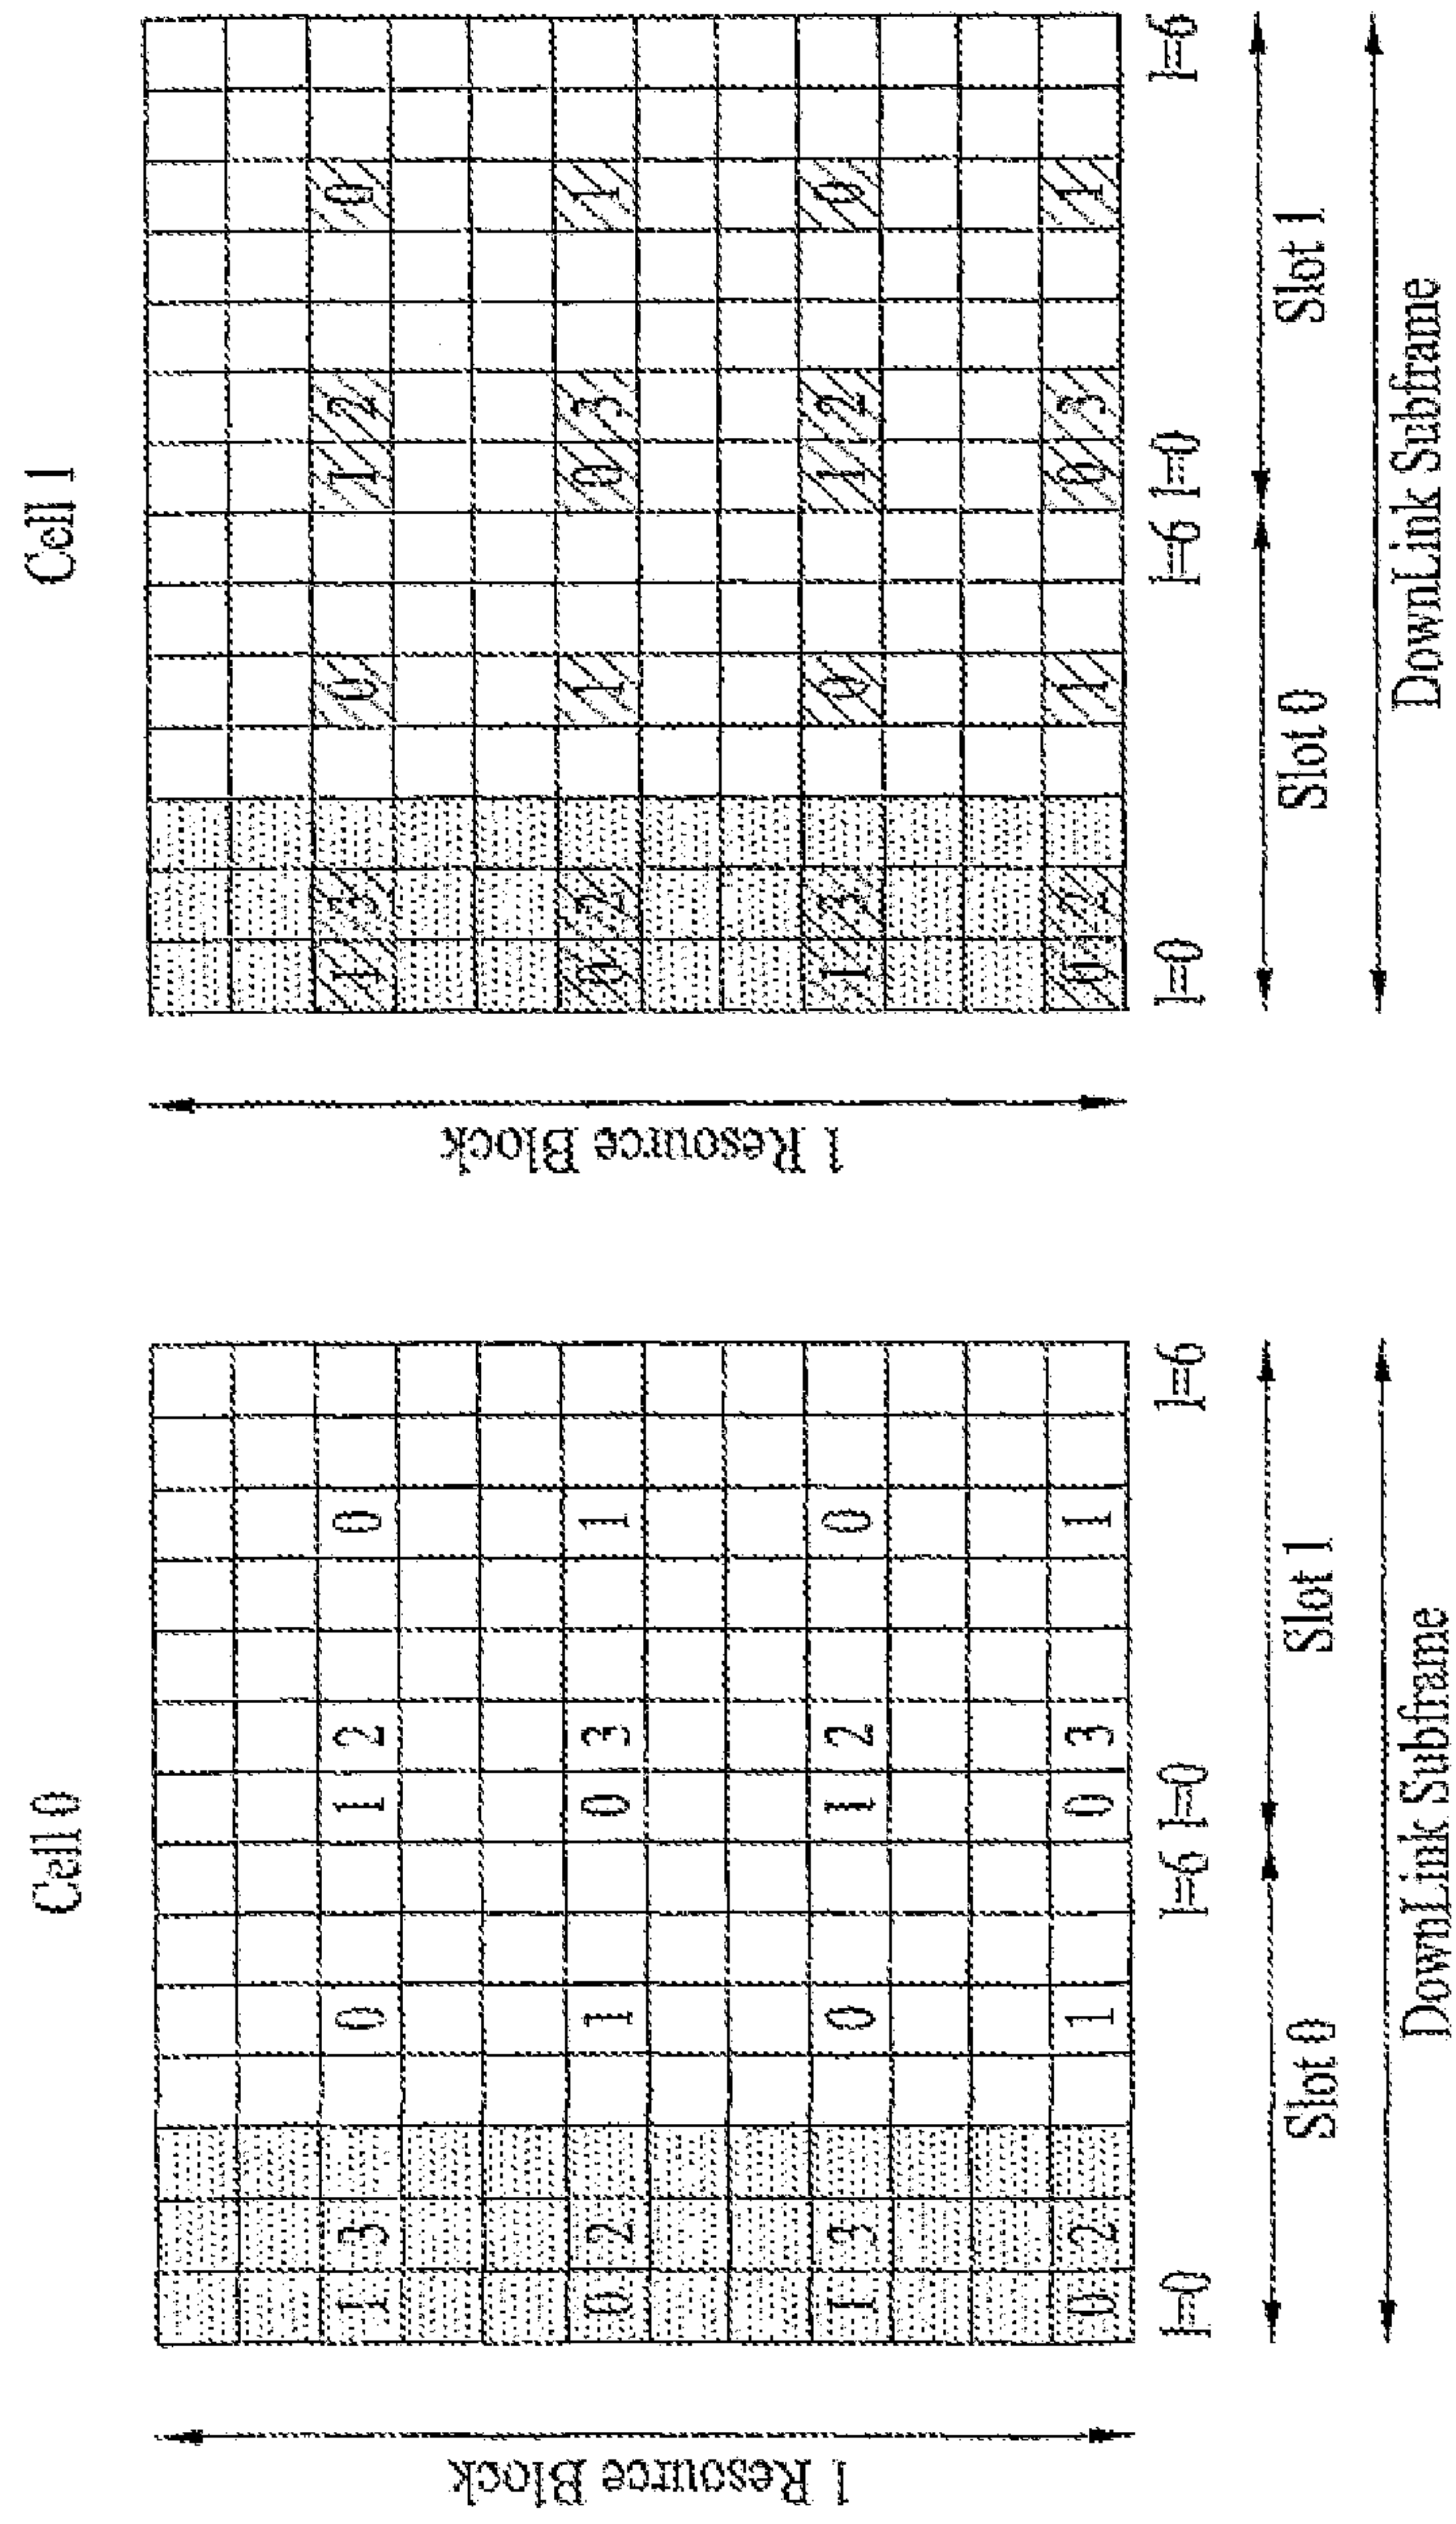 Cell 0
1 3 0 1 2 0
0 2 1 0 3 1
1 3 0 1 2 0
0 2 1 0 3 1
1 Resource Block
l=0 l=6 l=0 l=6
Slot 0 Slot 1
DownLink Subframe
Cell 1
1 3 0 1 2 0
0 2 1 0 3 1
1 3 0 1 2 0
0 2 1 0 3 1
1 Resource Block
l=0 l=6 l=0 l=6
Slot 0 Slot 1
DownLink Subframe